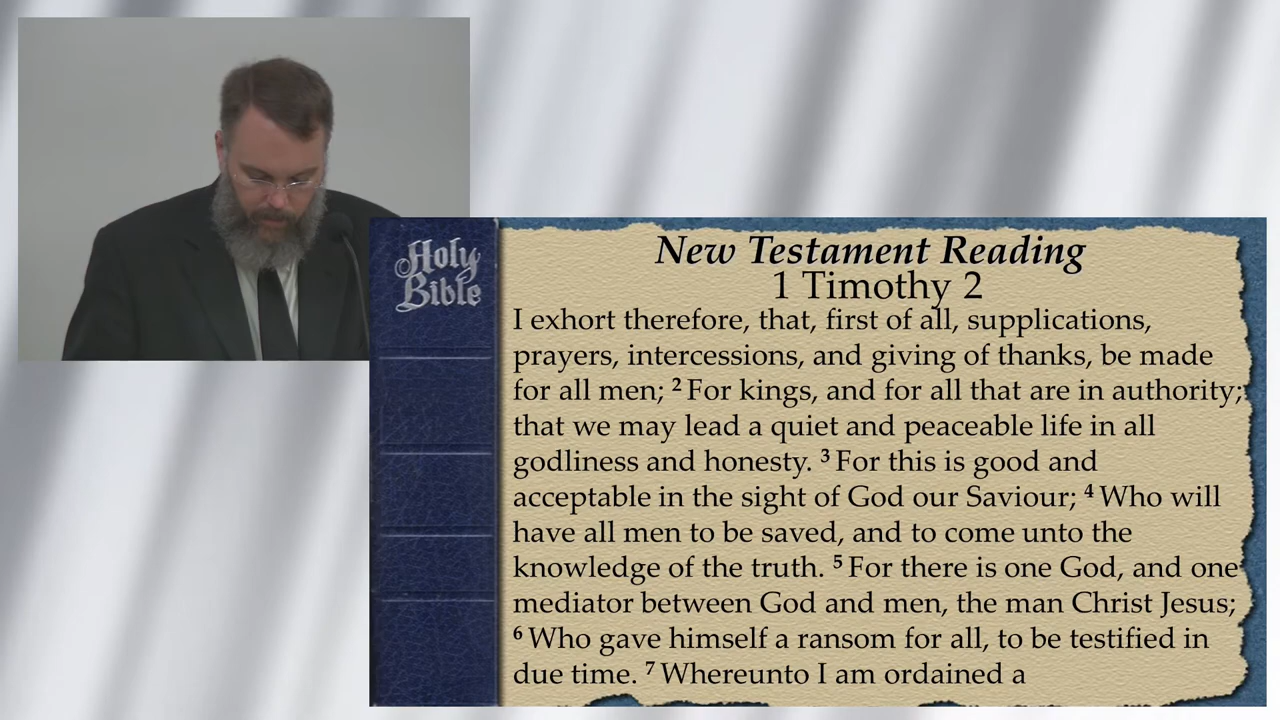 Holy
Bible
New Testament Reading
1 Timothy 2
I exhort therefore, that, first of all, supplications,
prayers, intercessions, and giving of thanks, be made
for all men; ² For kings, and for all that are in authority;
that we may lead a quiet and peaceable life in all
godliness and honesty. ³ For this is good and
acceptable in the sight of God our Saviour; ⁴ Who will
have all men to be saved, and to come unto the
knowledge of the truth. ⁵ For there is one God, and one
mediator between God and men, the man Christ Jesus;
⁶ Who gave himself a ransom for all, to be testified in
due time. ⁷ Whereunto I am ordained a